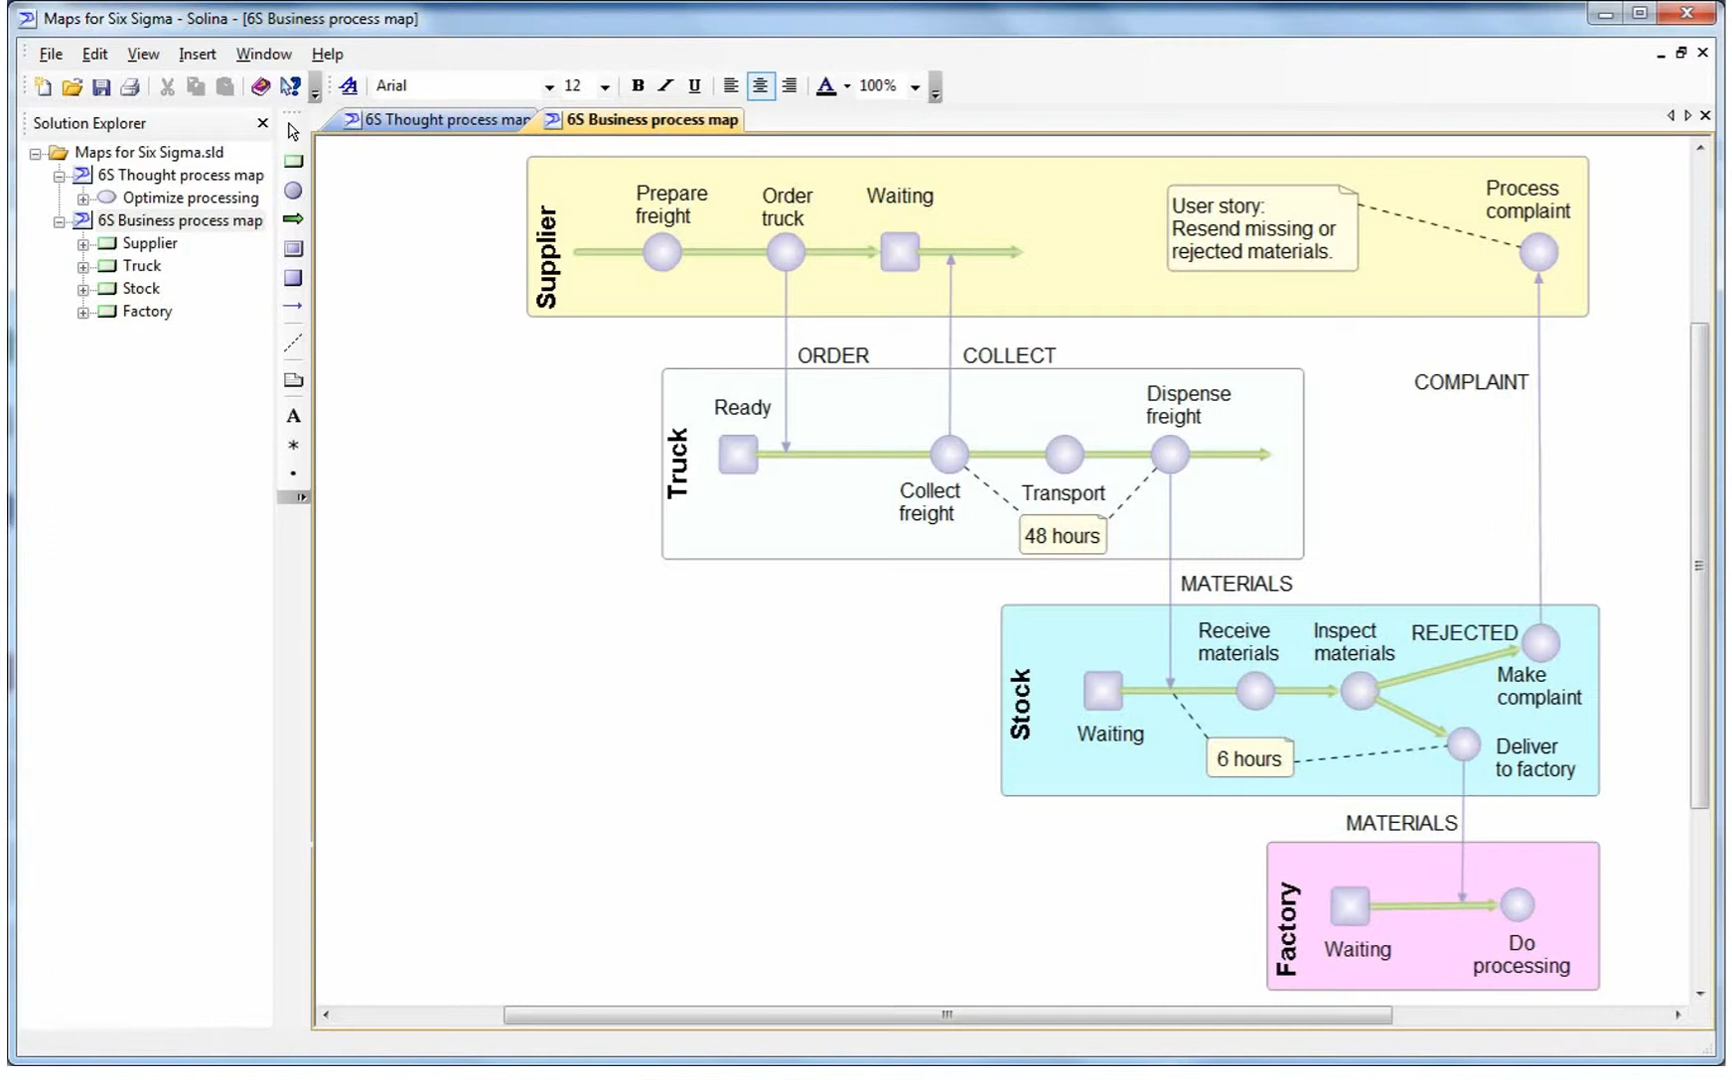 Maps for Six Sigma - Solina - [6S Business process map]
File Edit View Insert Window Help
Arial 12 B I U A 100%
Solution Explorer
6S Thought process map
6S Business process map
Maps for Six Sigma.sld
6S Thought process map
Optimize processing
6S Business process map
Supplier
Truck
Stock
Factory
A
Supplier
Prepare
freight
Order
truck
Waiting
User story:
Resend missing or
rejected materials.
Process
complaint
ORDER
COLLECT
COMPLAINT
Truck
Ready
Collect
freight
Transport
Dispense
freight
48 hours
MATERIALS
Stock
Waiting
Receive
materials
Inspect
materials
REJECTED
Make
complaint
6 hours
Deliver
to factory
MATERIALS
Factory
Waiting
Do
processing